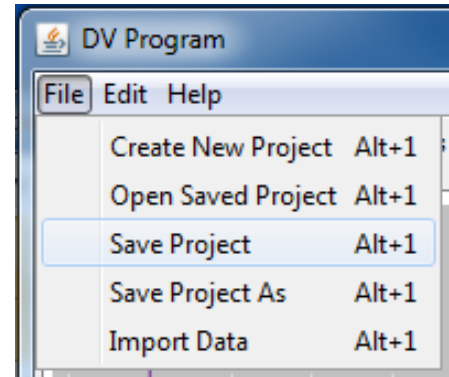 DV Program
File Edit Help
Create New Project Alt+1
Open Saved Project Alt+1
Save Project Alt+1
Save Project As Alt+1
Import Data Alt+1